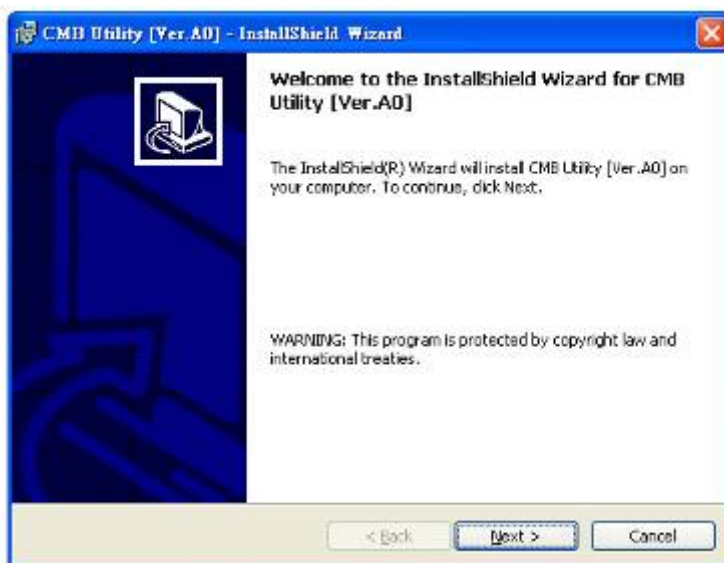 CMB Utility [Ver.A0] - InstallShield Wizard
Welcome to the InstallShield Wizard for CMB
Utility [Ver.A0]
The InstallShield(R) Wizard will install CMB Utility [Ver.A0] on
your computer. To continue, click Next.
WARNING: This program is protected by copyright law and
international treaties.
< Back
Next >
Cancel